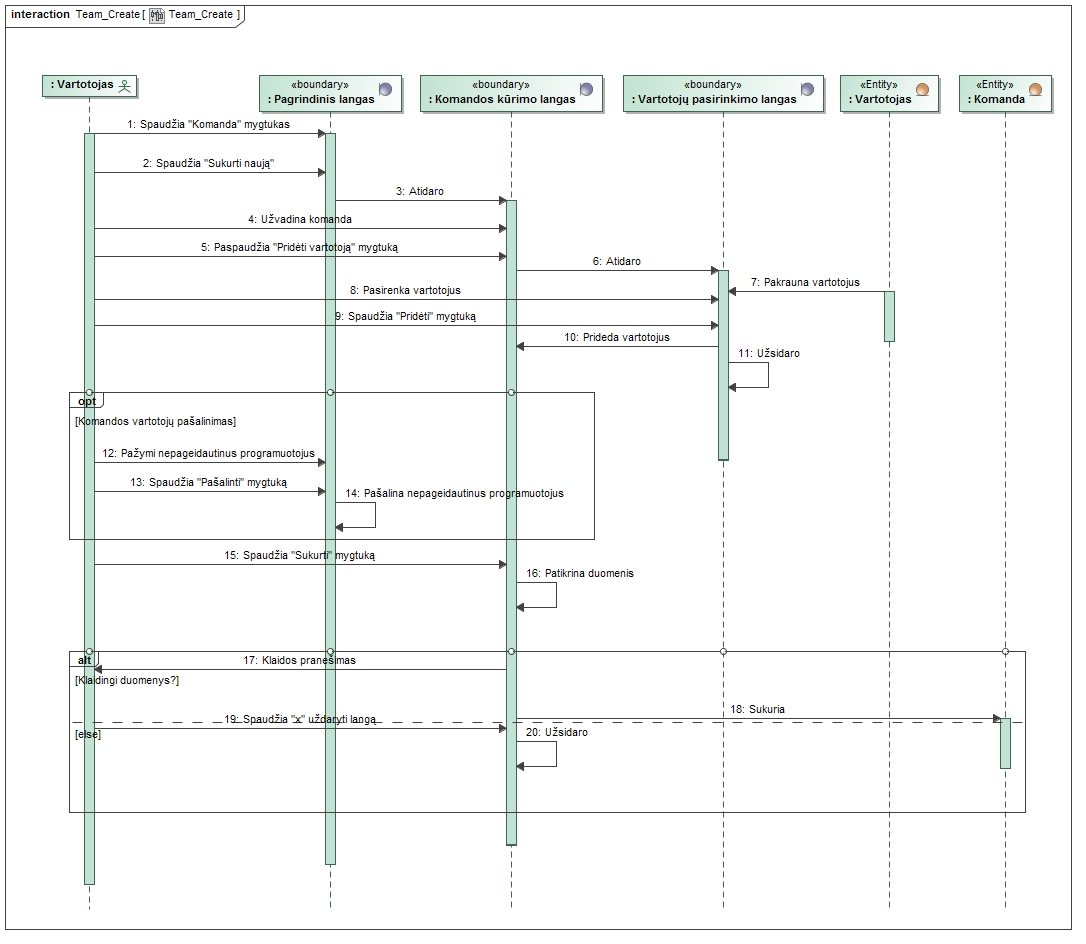 interaction Team_Create [ Team_Create ]
: Vartotojas
«boundary»
: Pagrindinis langas
«boundary»
: Komandos kūrimo langas
«boundary»
: Vartotojų pasirinkimo langas
«Entity»
: Vartotojas
«Entity»
: Komanda
1: Spaudžia "Komanda" mygtukas
2: Spaudžia "Sukurti naują"
3: Atidaro
4: Užvadina komanda
5: Paspaudžia "Pridėti vartotoją" mygtuką
6: Atidaro
7: Pakrauna vartotojus
8: Pasirenka vartotojus
9: Spaudžia "Pridėti" mygtuką
10: Prideda vartotojus
11: Užsidaro
opt
[Komandos vartotojų pašalinimas]
12: Pažymi nepageidautinus programuotojus
13: Spaudžia "Pašalinti" mygtuką
14: Pašalina nepageidautinus programuotojus
15: Spaudžia "Sukurti" mygtuką
16: Patikrina duomenis
alt
17: Klaidos pranešimas
[Klaidingi duomenys?]
18: Sukuria
19: Spaudžia "x" uždaryti langą
[else]
20: Užsidaro